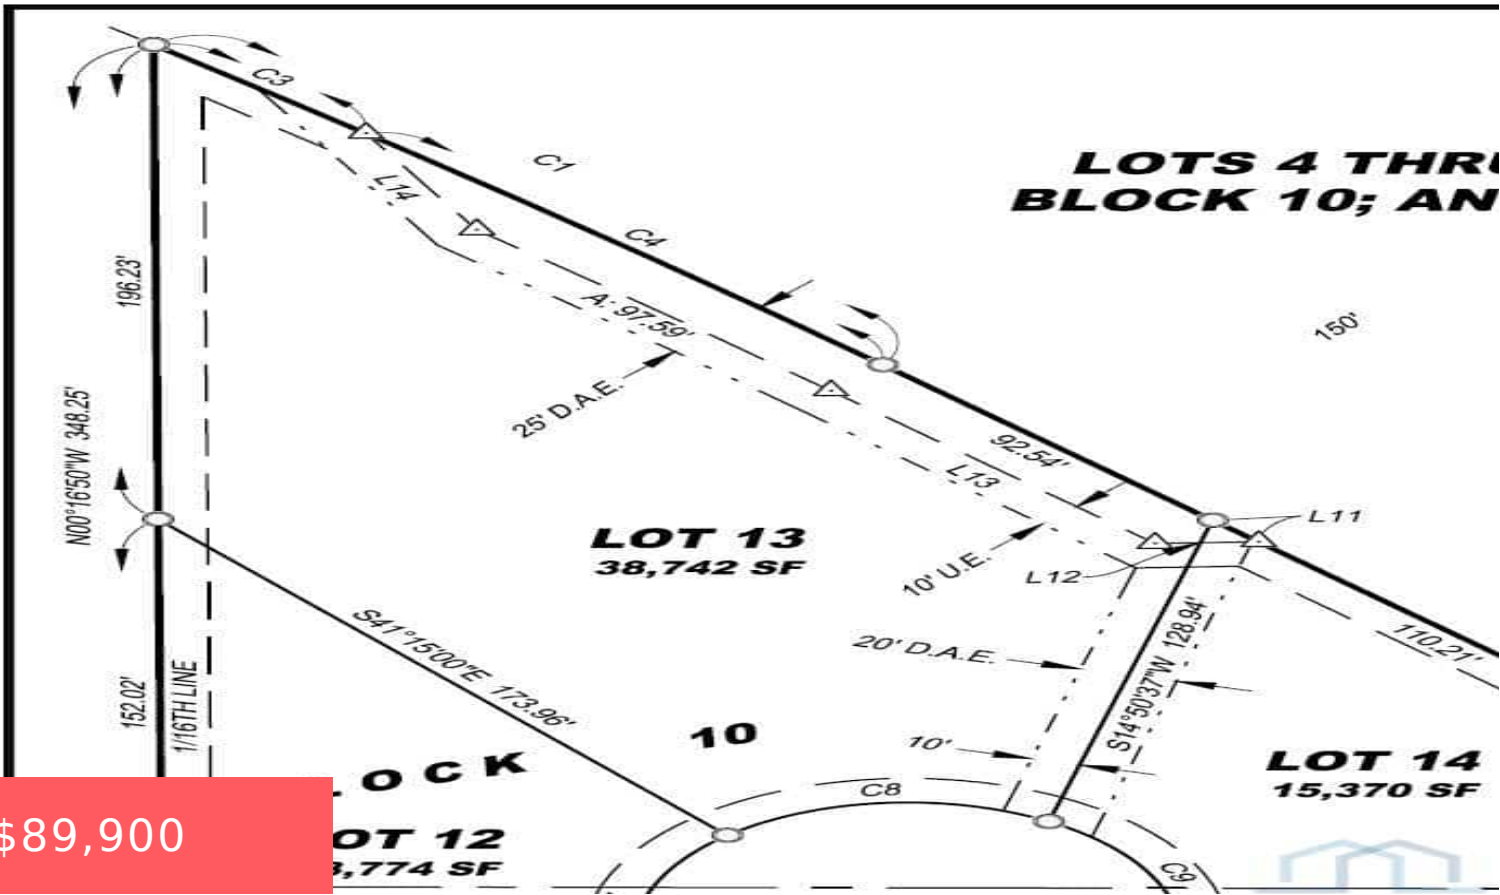 C3
C1
LOTS 4 THRU
BLOCK 10; AN
L14
C4
196.23'
A: 97.59'
150'
25' D.A.E.
N00°16'50"W 348.25'
92.54'
L13
L11
LOT 13
38,742 SF
10' U.E.
L12
S41°15'00"E 173.96'
20' D.A.E.
S14°50'37"W 128.94'
110.21'
152.02'
1/16TH LINE
10
10'
LOT 14
15,370 SF
OCK
C8
$89,900
OT 12
,774 SF
C9